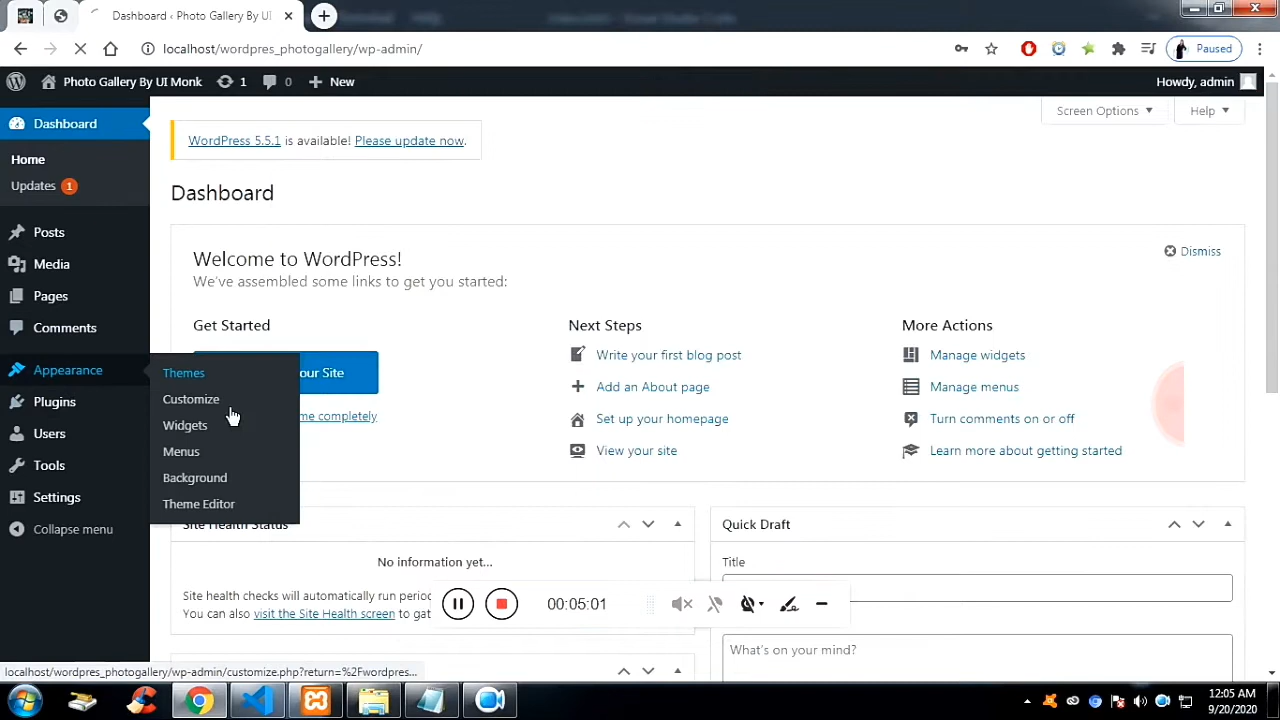 Dashboard ‹ Photo Gallery By UI
localhost/wordpres_photogallery/wp-admin/
Paused
Photo Gallery By UI Monk
1
0
New
Howdy, admin
Dashboard
Home
Updates 1
Posts
Media
Pages
Comments
Appearance
Plugins
Users
Tools
Settings
Collapse menu
Themes
Customize
Widgets
Menus
Background
Theme Editor
Screen Options
Help
WordPress 5.5.1 is available! Please update now.
Dashboard
Welcome to WordPress!
We've assembled some links to get you started:
Dismiss
Get Started
our Site
me completely
Next Steps
Write your first blog post
Add an About page
Set up your homepage
View your site
More Actions
Manage widgets
Manage menus
Turn comments on or off
Learn more about getting started
Site Health Status
No information yet...
Site health checks will automatically run
You can also visit the Site Health screen to
Quick Draft
Title
What's on your mind?
00:05:01
localhost/wordpres_photogallery/wp-admin/customize.php?return=%2Fwordpres...
12:05 AM
9/20/2020